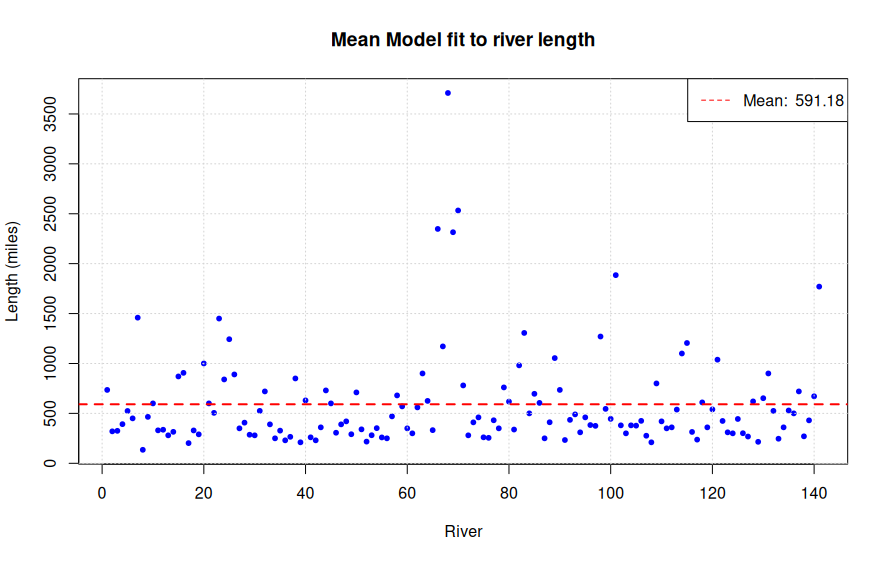 Mean Model fit to river length
Mean: 591.18
3500
3000
2500
2000
1500
1000
500
0
Length (miles)
0 20 40 60 80 100 120 140
River